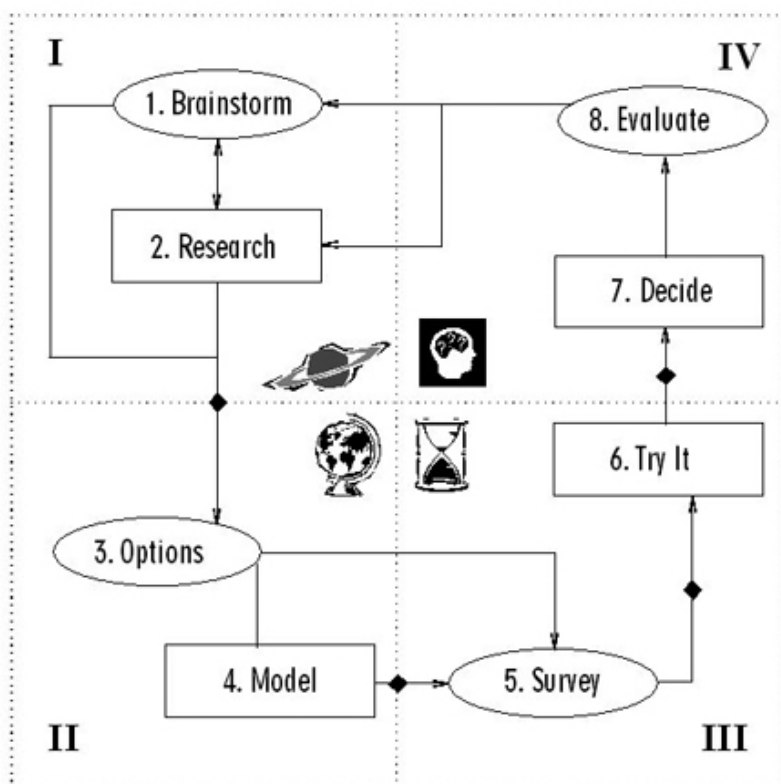 I
IV
1. Brainstorm
8. Evaluate
2. Research
7. Decide
6. Try It
3. Options
4. Model
5. Survey
II
III